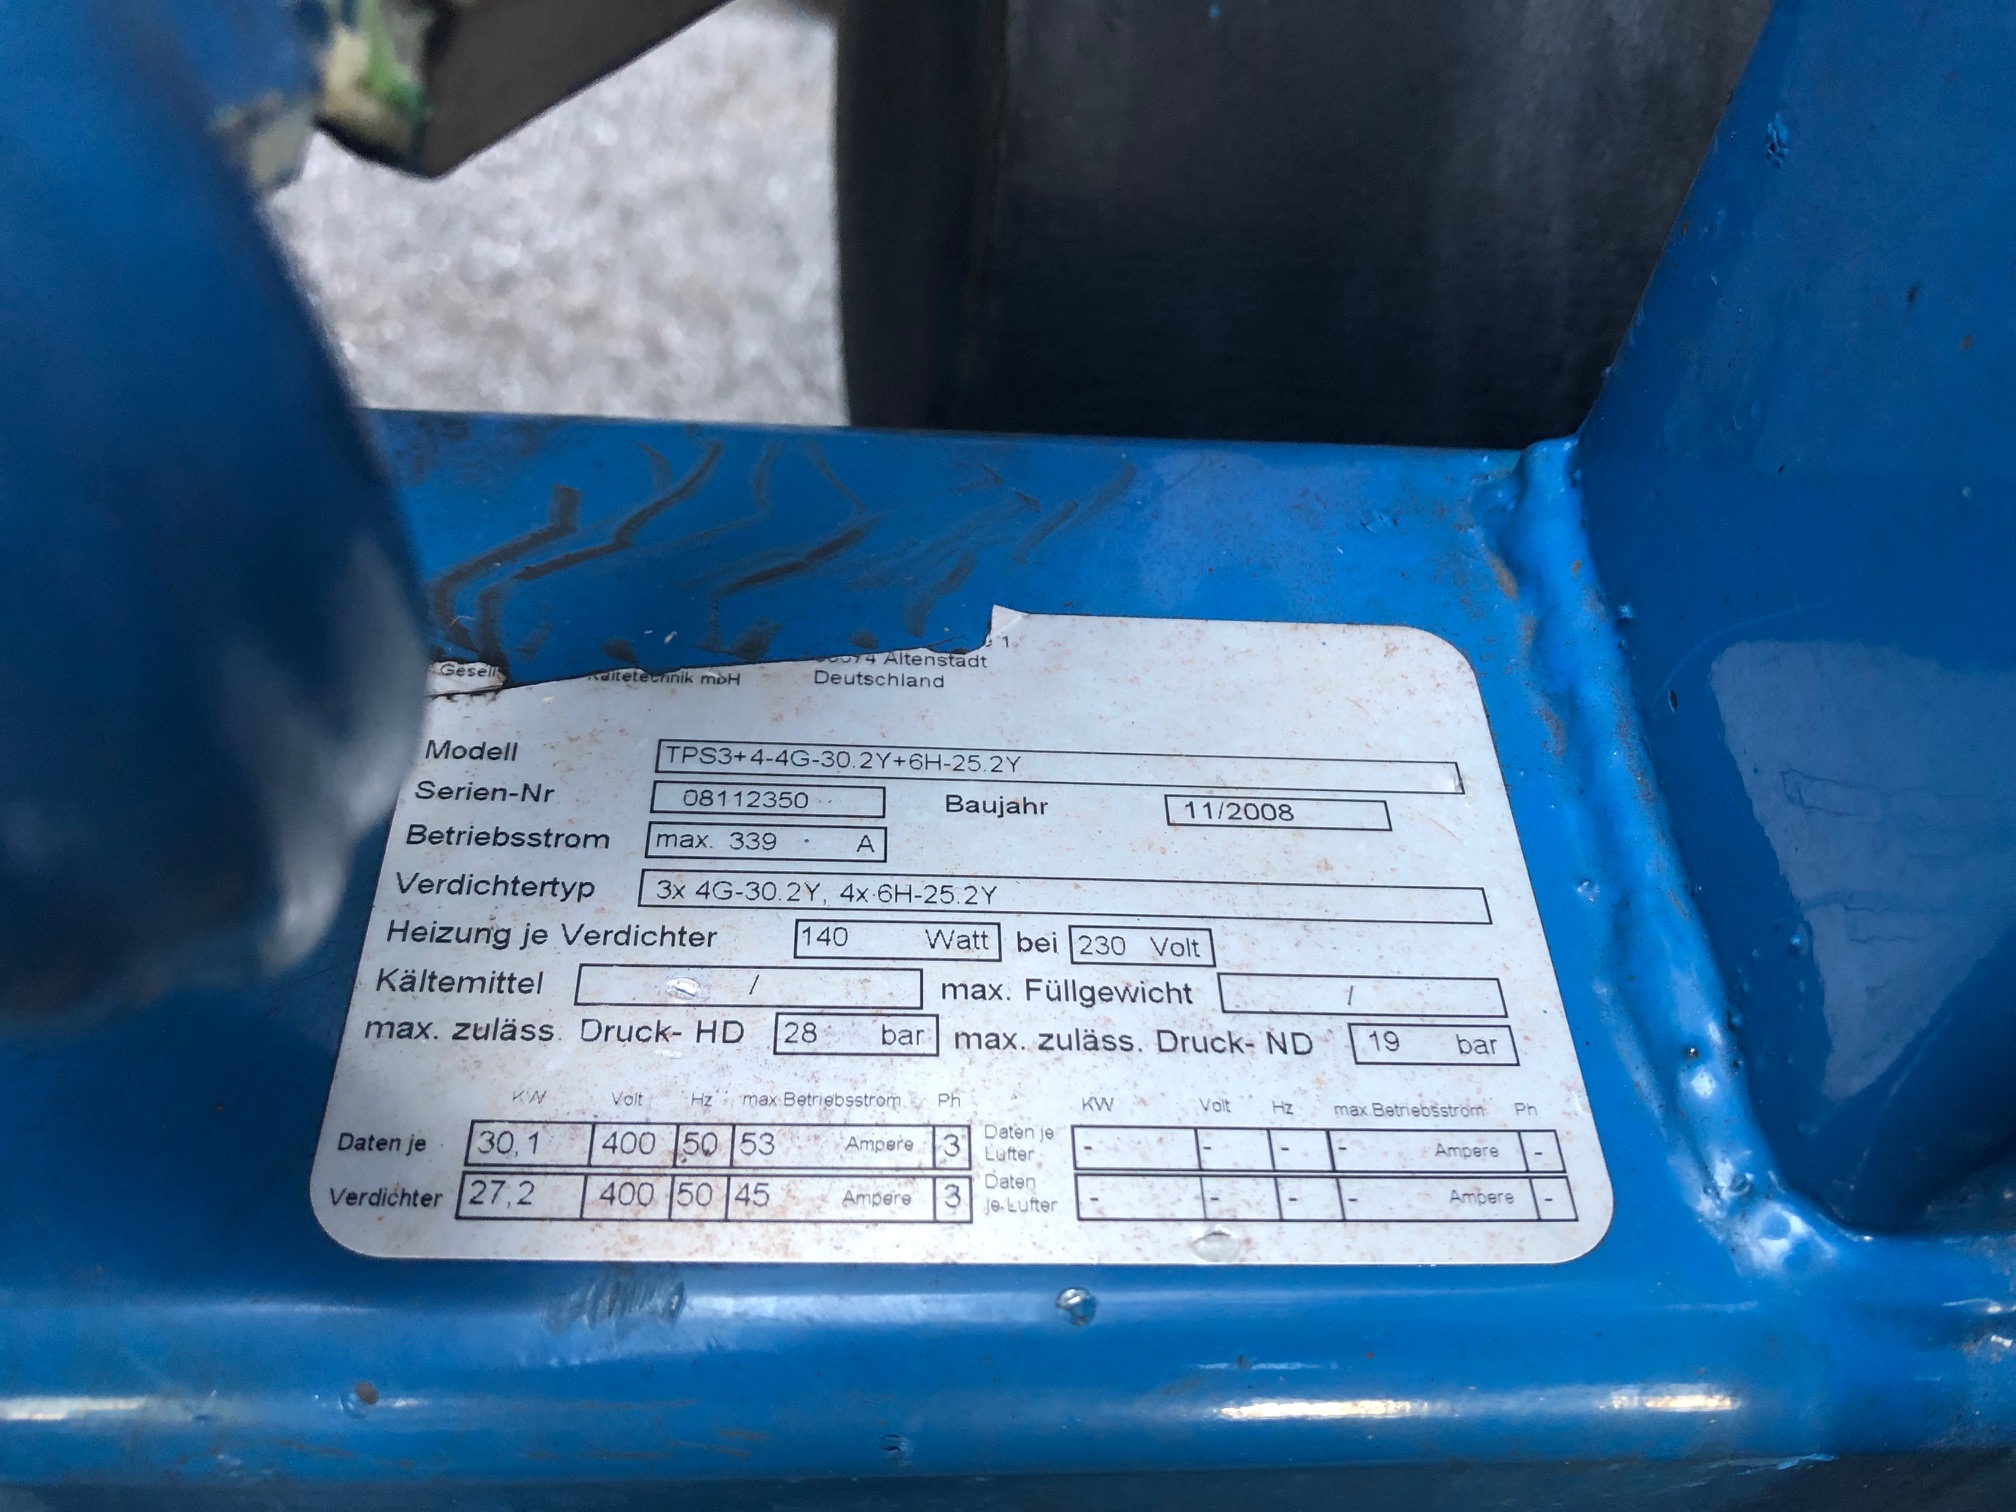 1
Altenstadt
Gesell mbH Deutschland
Modell TPS3+4-4G-30.2Y+6H-25.2Y
Serien-Nr 08112350 Baujahr 11/2008
Betriebsstrom max. 339 A
Verdichtertyp 3x 4G-30.2Y, 4x 6H-25.2Y
Heizung je Verdichter 140 Watt bei 230 Volt
Kältemittel / max. Füllgewicht /
max. zuläss. Druck- HD 28 bar max. zuläss. Druck- ND 19 bar
KW Volt Hz max.Betriebsstrom Ph KW Volt Hz max.Betriebsstrom Ph
Daten je 30,1 400 50 53 Ampere 3 Daten je Lüfter - - - - Ampere -
Verdichter 27,2 400 50 45 Ampere 3 Daten je Lüfter - - - - Ampere -